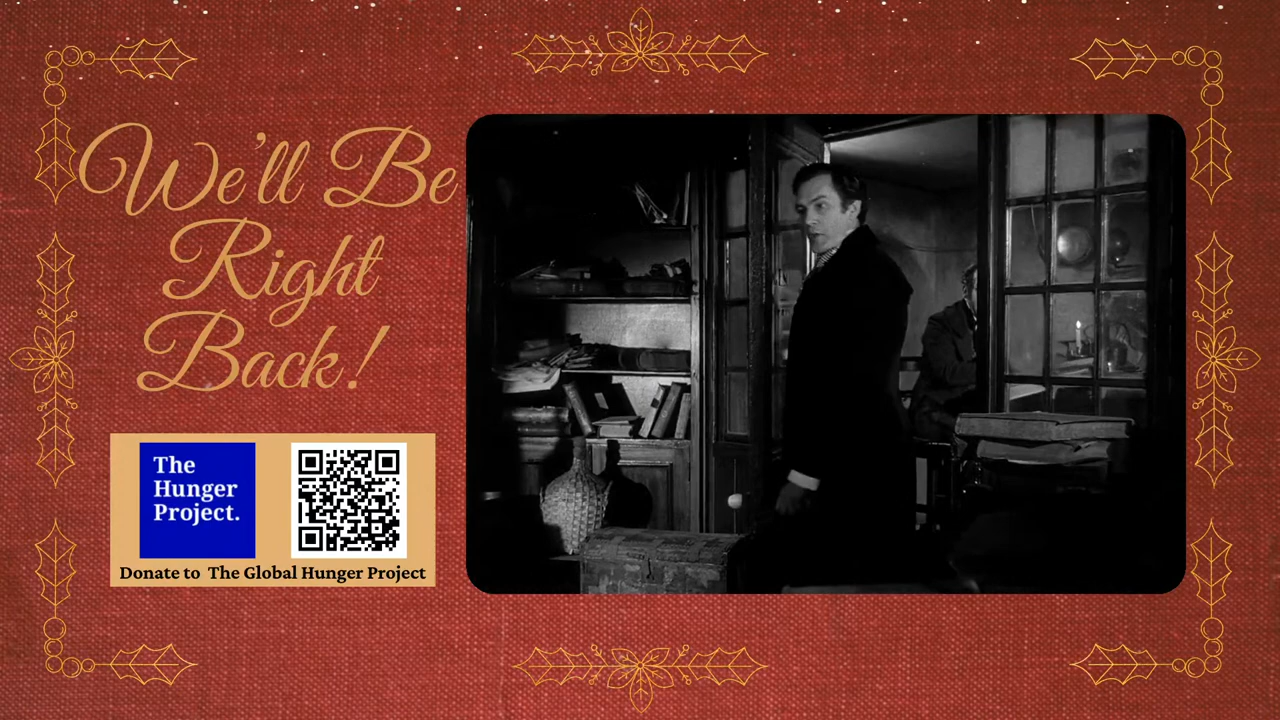 We'll Be
Right
Back!
The
Hunger
Project.
Donate to The Global Hunger Project